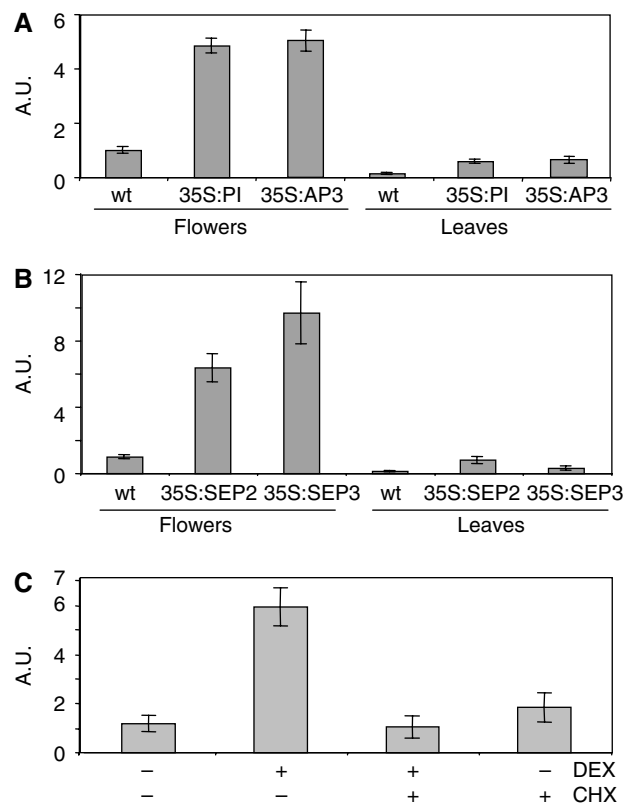 A
A.U.
6
4
2
0
wt 35S:PI 35S:AP3 wt 35S:PI 35S:AP3
Flowers Leaves
B
A.U.
12
8
4
0
wt 35S:SEP2 35S:SEP3 wt 35S:SEP2 35S:SEP3
Flowers Leaves
C
A.U.
7
6
4
2
0
– + + – DEX
– – + + CHX